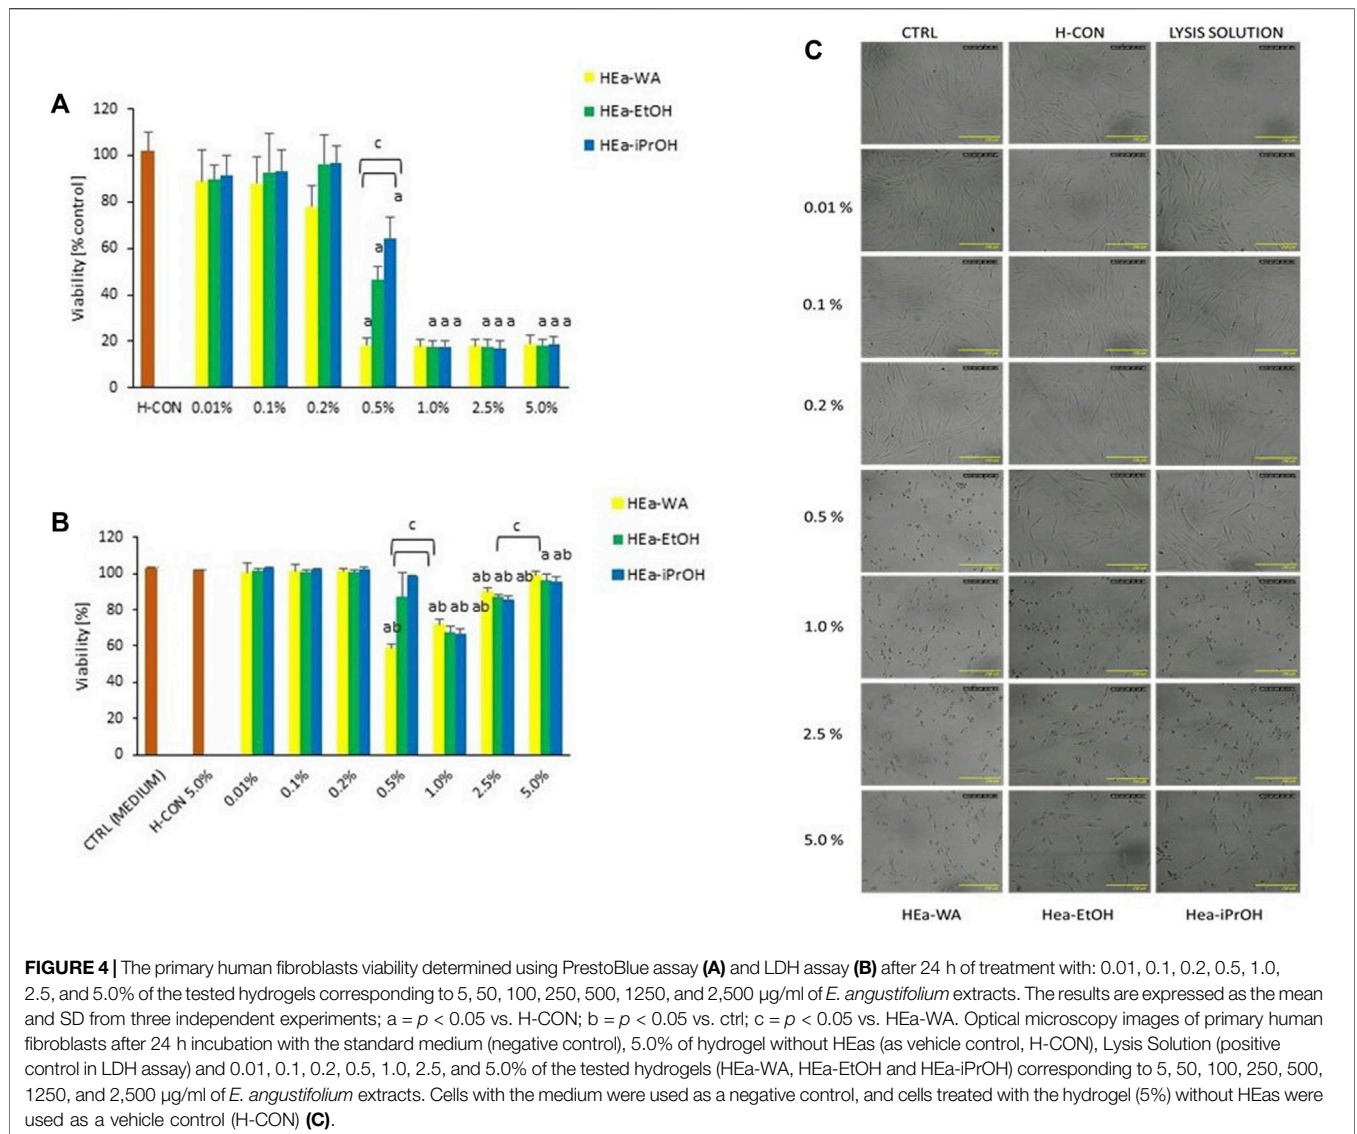 A
120
100
80
60
40
20
0
Viability [% control]
HEa-WA
HEa-EtOH
HEa-iPrOH
c
a
a
a
a a a
a a a
a a a
H-CON 0.01% 0.1% 0.2% 0.5% 1.0% 2.5% 5.0%
B
120
100
80
60
40
20
0
Viability [%]
HEa-WA
HEa-EtOH
HEa-iPrOH
c
c
a ab
ab ab ab
ab ab ab
ab
CTRL (MEDIUM) H-CON 5.0% 0.01% 0.1% 0.2% 0.5% 1.0% 2.5% 5.0%
C
CTRL H-CON LYSIS SOLUTION
0.01 %
0.1 %
0.2 %
0.5 %
1.0 %
2.5 %
5.0 %
HEa-WA Hea-EtOH Hea-iPrOH
FIGURE 4 | The primary human fibroblasts viability determined using PrestoBlue assay (A) and LDH assay (B) after 24 h of treatment with: 0.01, 0.1, 0.2, 0.5, 1.0,
2.5, and 5.0% of the tested hydrogels corresponding to 5, 50, 100, 250, 500, 1250, and 2,500 μg/ml of E. angustifolium extracts. The results are expressed as the mean
and SD from three independent experiments; a = p < 0.05 vs. H-CON; b = p < 0.05 vs. ctrl; c = p < 0.05 vs. HEa-WA. Optical microscopy images of primary human
fibroblasts after 24 h incubation with the standard medium (negative control), 5.0% of hydrogel without HEas (as vehicle control, H-CON), Lysis Solution (positive
control in LDH assay) and 0.01, 0.1, 0.2, 0.5, 1.0, 2.5, and 5.0% of the tested hydrogels (HEa-WA, HEa-EtOH and HEa-iPrOH) corresponding to 5, 50, 100, 250, 500,
1250, and 2,500 μg/ml of E. angustifolium extracts. Cells with the medium were used as a negative control, and cells treated with the hydrogel (5%) without HEas were
used as a vehicle control (H-CON) (C).